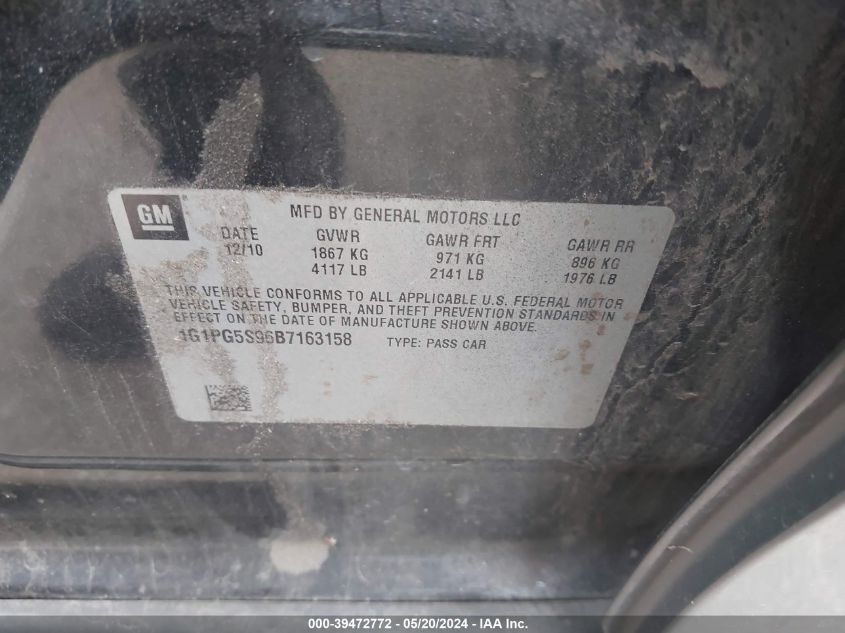 GM
MFD BY GENERAL MOTORS LLC
DATE GVWR GAWR FRT GAWR RR
12/10 1867 KG 971 KG 896 KG
4117 LB 2141 LB 1976 LB
THIS VEHICLE CONFORMS TO ALL APPLICABLE U.S. FEDERAL MOTOR
VEHICLE SAFETY, BUMPER, AND THEFT PREVENTION STANDARDS IN
EFFECT ON THE DATE OF MANUFACTURE SHOWN ABOVE.
1G1PG5S96B7163158 TYPE: PASS CAR
000-39472772 — 05/20/2024 — IAA Inc.